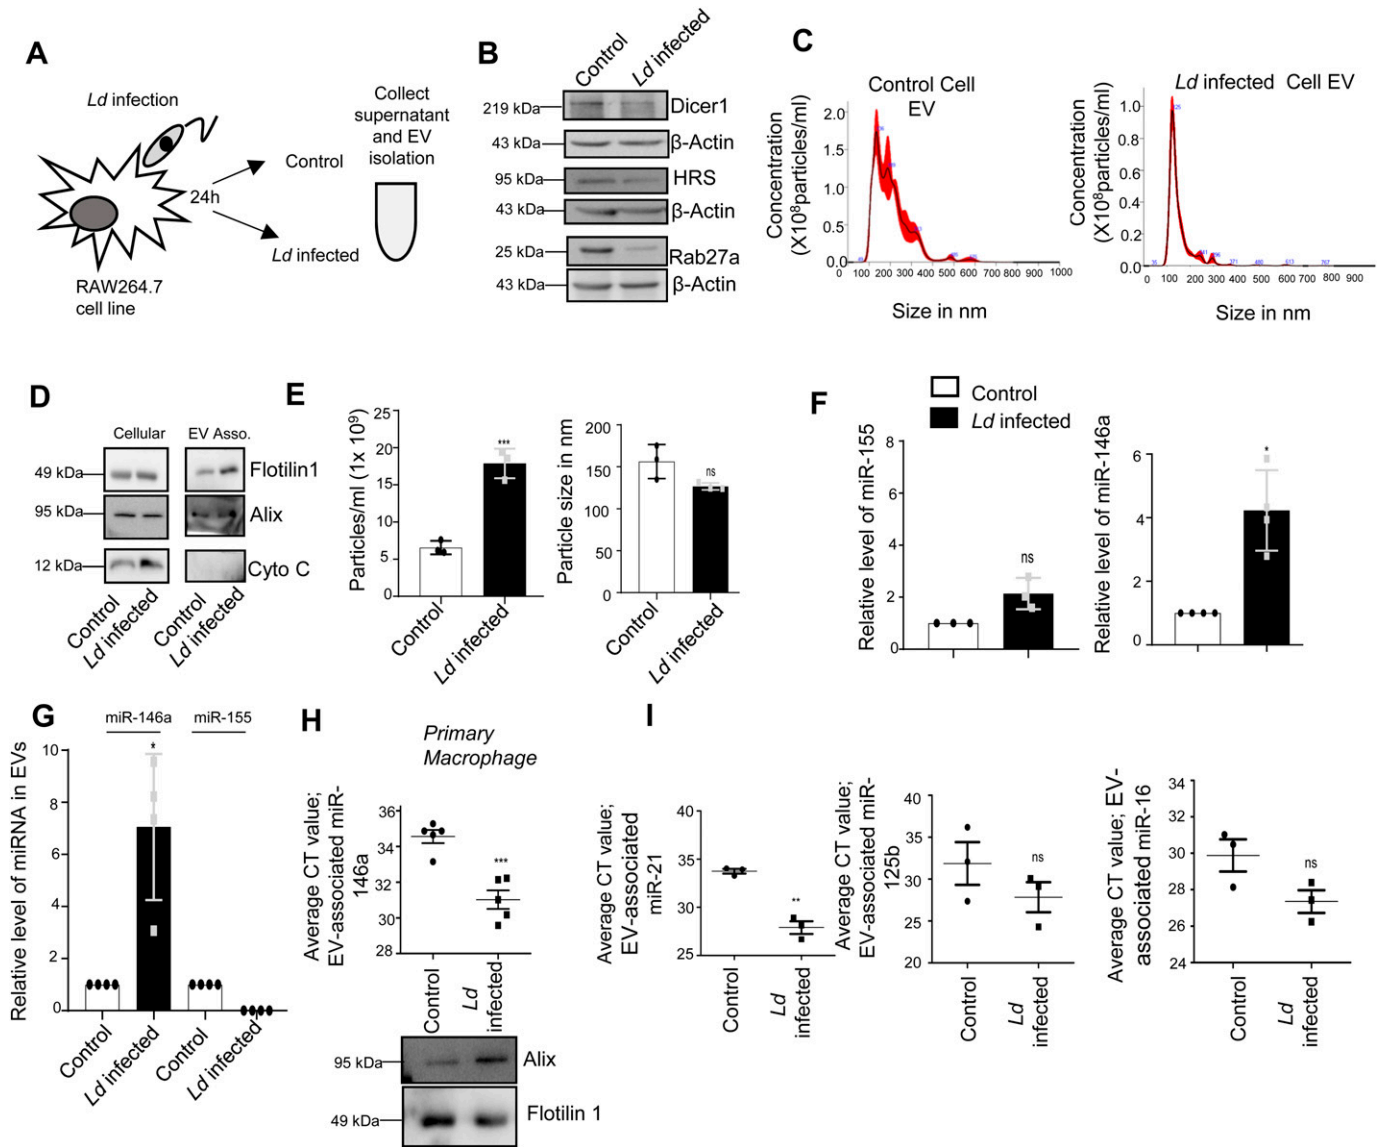 A
Ld infection
24h
RAW264.7
cell line
Control
Ld infected
Collect
supernatant
and EV
isolation
B
Control
Ld infected
219 kDa
Dicer1
43 kDa
β-Actin
95 kDa
HRS
43 kDa
β-Actin
25 kDa
Rab27a
43 kDa
β-Actin
C
Control Cell
EV
Concentration
(X10⁸particles/ml)
2.0
1.5
1.0
0.5
0.0
0
100
200
300
400
500
600
700
800
900
1000
Size in nm
Ld infected Cell EV
Concentration
(X10⁸particles/ml)
1.0
0.8
0.6
0.4
0.2
0.0
0
100
200
300
400
500
600
700
800
900
Size in nm
D
Cellular
EV Asso.
49 kDa
Flotilin1
95 kDa
Alix
12 kDa
Cyto C
Control
Ld infected
Control
Ld infected
E
Particles/ml (1x 10⁹)
25
20
15
10
5
0
***
Control
Ld infected
Particle size in nm
200
150
100
50
0
ns
Control
Ld infected
Control
Ld infected
F
Relative level of miR-155
8
6
4
2
0
ns
Relative level of miR-146a
6
4
2
0
*
G
miR-146a
miR-155
Relative level of miRNA in EVs
10
8
6
4
2
0
*
Control
Ld infected
Control
Ld infected
H
Primary
Macrophage
Average CT value;
EV-associated miR-
146a
36
34
32
30
28
***
Control
Ld
infected
95 kDa
Alix
49 kDa
Flotilin 1
I
Average CT value;
EV-associated
miR-21
40
35
30
25
**
Control
Ld
infected
Average CT value;
EV-associated miR-
125b
40
35
30
25
20
ns
Control
Ld
infected
Average CT value; EV-
associated miR-16
34
32
30
28
26
24
ns
Control
Ld
infected